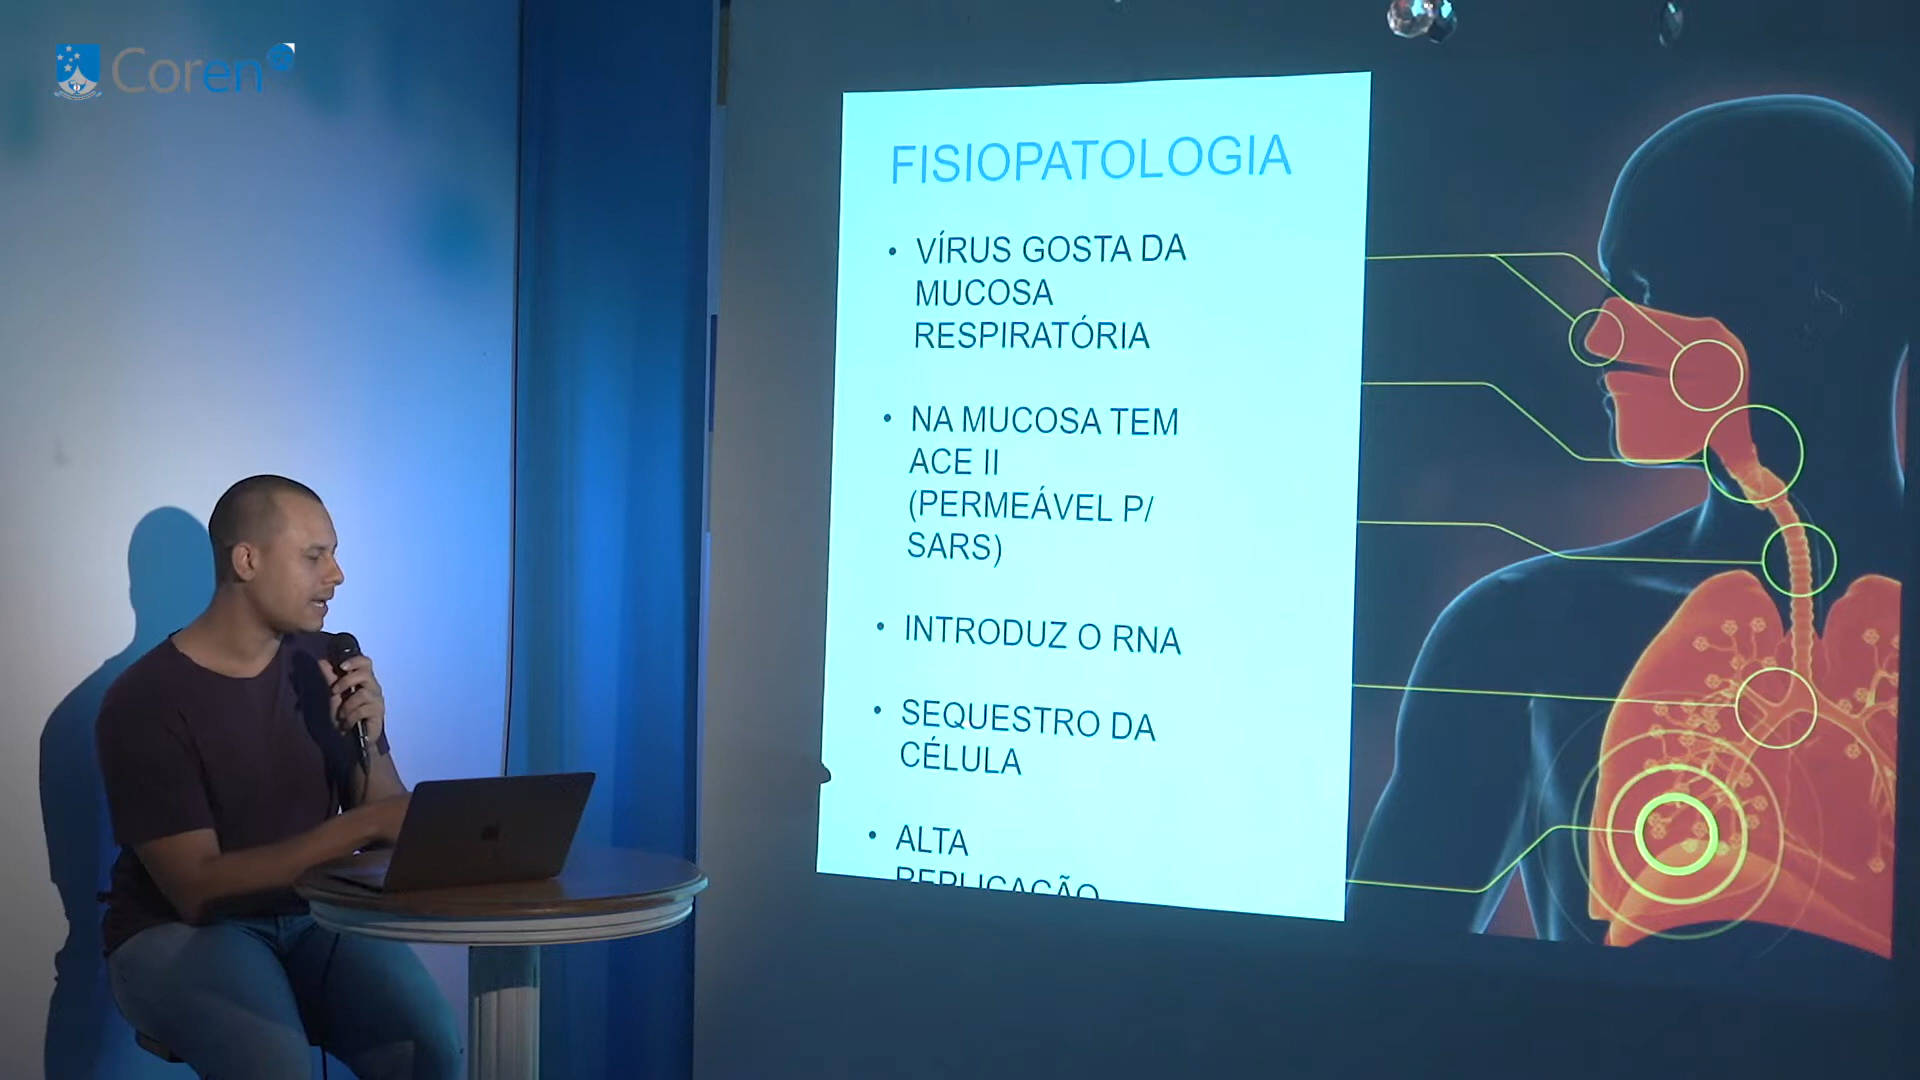 Coren
FISIOPATOLOGIA
• VÍRUS GOSTA DA
MUCOSA
RESPIRATÓRIA
• NA MUCOSA TEM
ACE II
(PERMEÁVEL P/
SARS)
• INTRODUZ O RNA
• SEQUESTRO DA
CÉLULA
• ALTA
REPLICAÇÃO